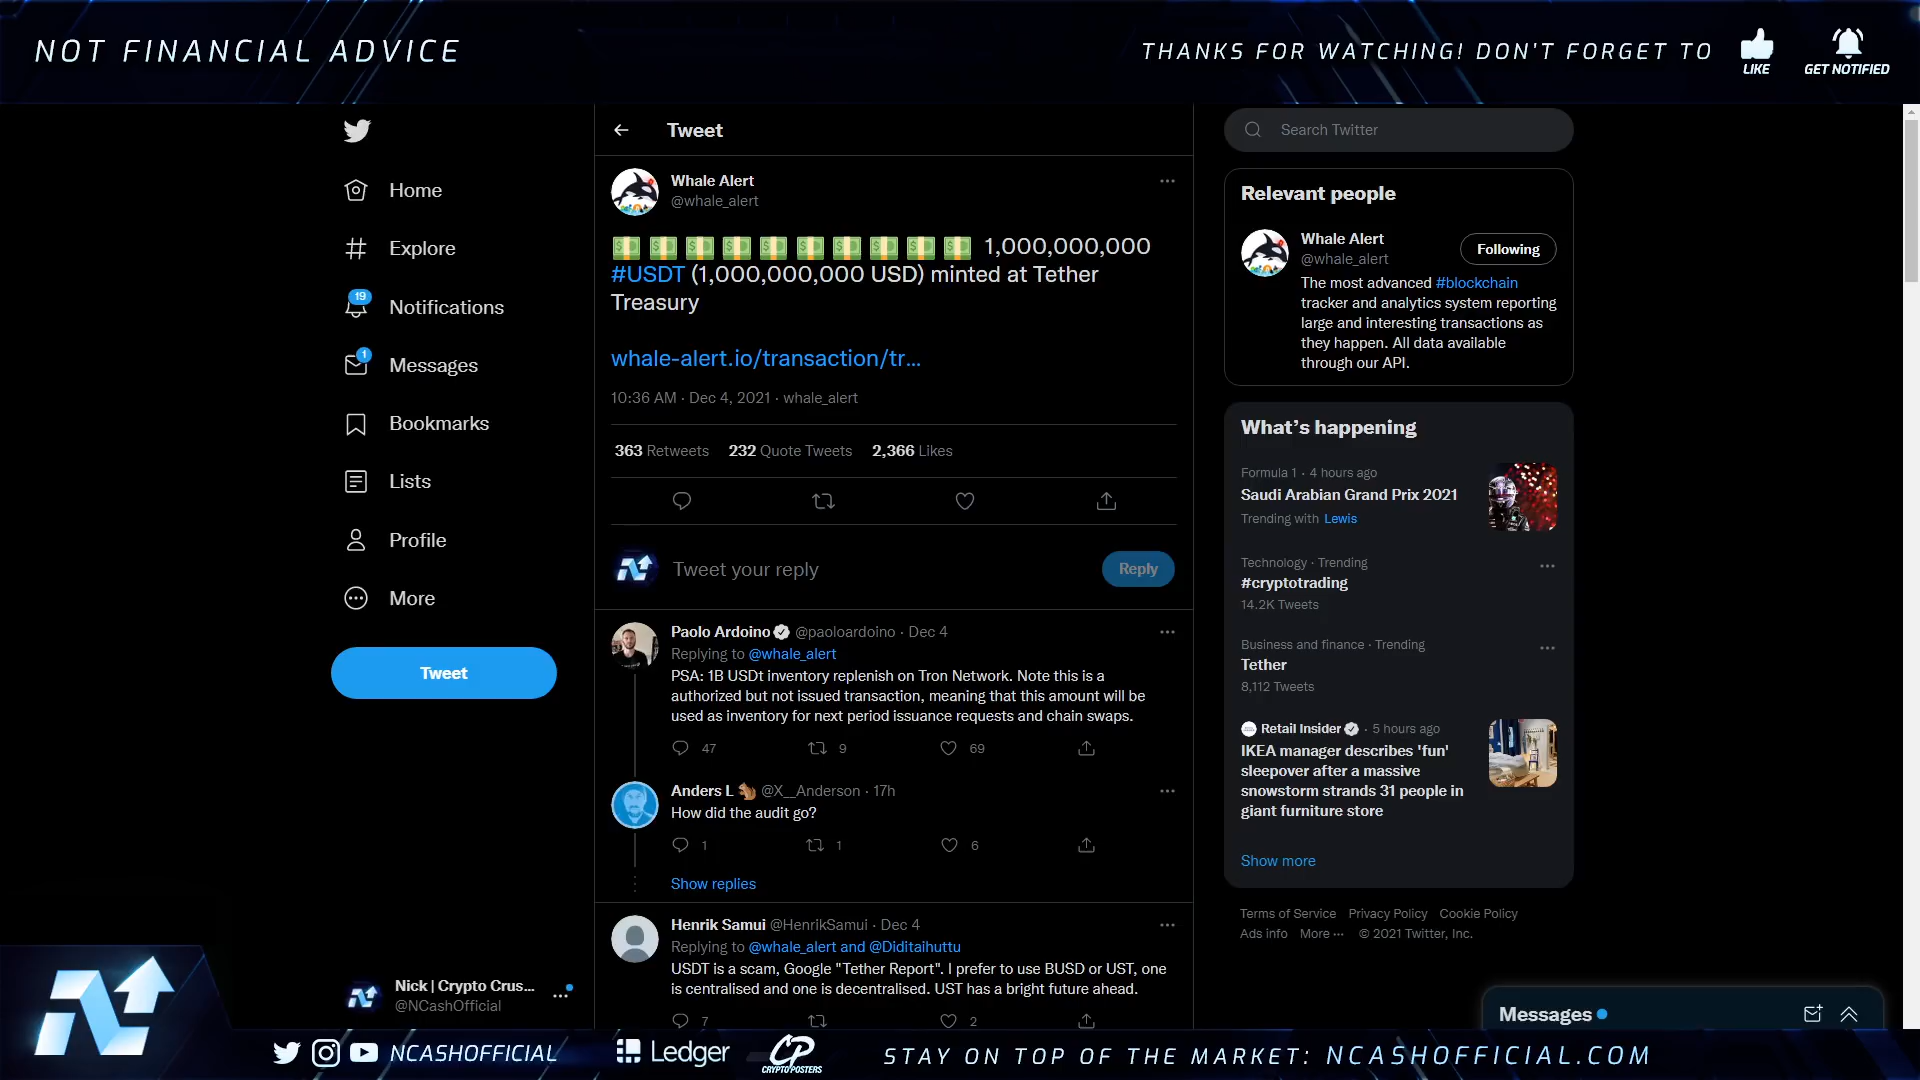 NOT FINANCIAL ADVICE
THANKS FOR WATCHING! DON'T FORGET TO
LIKE
GET NOTIFIED
Home
Explore
19
Notifications
1
Messages
Bookmarks
Lists
Profile
More
Tweet
Nick | Crypto Crus...
@NCashOfficial
Tweet
Whale Alert
@whale_alert
1,000,000,000
#USDT (1,000,000,000 USD) minted at Tether
Treasury
whale-alert.io/transaction/tr...
10:36 AM · Dec 4, 2021 · whale_alert
363 Retweets 232 Quote Tweets 2,366 Likes
Tweet your reply
Reply
Paolo Ardoino @paoloardoino · Dec 4
Replying to @whale_alert
PSA: 1B USDt inventory replenish on Tron Network. Note this is a
authorized but not issued transaction, meaning that this amount will be
used as inventory for next period issuance requests and chain swaps.
47 9 69
Anders L @X__Anderson · 17h
How did the audit go?
1 1 6
Show replies
Henrik Samui @HenrikSamui · Dec 4
Replying to @whale_alert and @Diditaihuttu
USDT is a scam, Google "Tether Report". I prefer to use BUSD or UST, one
is centralised and one is decentralised. UST has a bright future ahead.
7 2
Search Twitter
Relevant people
Whale Alert
@whale_alert
Following
The most advanced #blockchain
tracker and analytics system reporting
large and interesting transactions as
they happen. All data available
through our API.
What's happening
Formula 1 · 4 hours ago
Saudi Arabian Grand Prix 2021
Trending with Lewis
Technology · Trending
#cryptotrading
14.2K Tweets
Business and finance · Trending
Tether
8,112 Tweets
Retail Insider · 5 hours ago
IKEA manager describes 'fun'
sleepover after a massive
snowstorm strands 31 people in
giant furniture store
Show more
Terms of Service Privacy Policy Cookie Policy
Ads info More ··· © 2021 Twitter, Inc.
Messages
NCASHOFFICIAL
Ledger
CP
CRYPTOPOSTERS
STAY ON TOP OF THE MARKET: NCASHOFFICIAL.COM